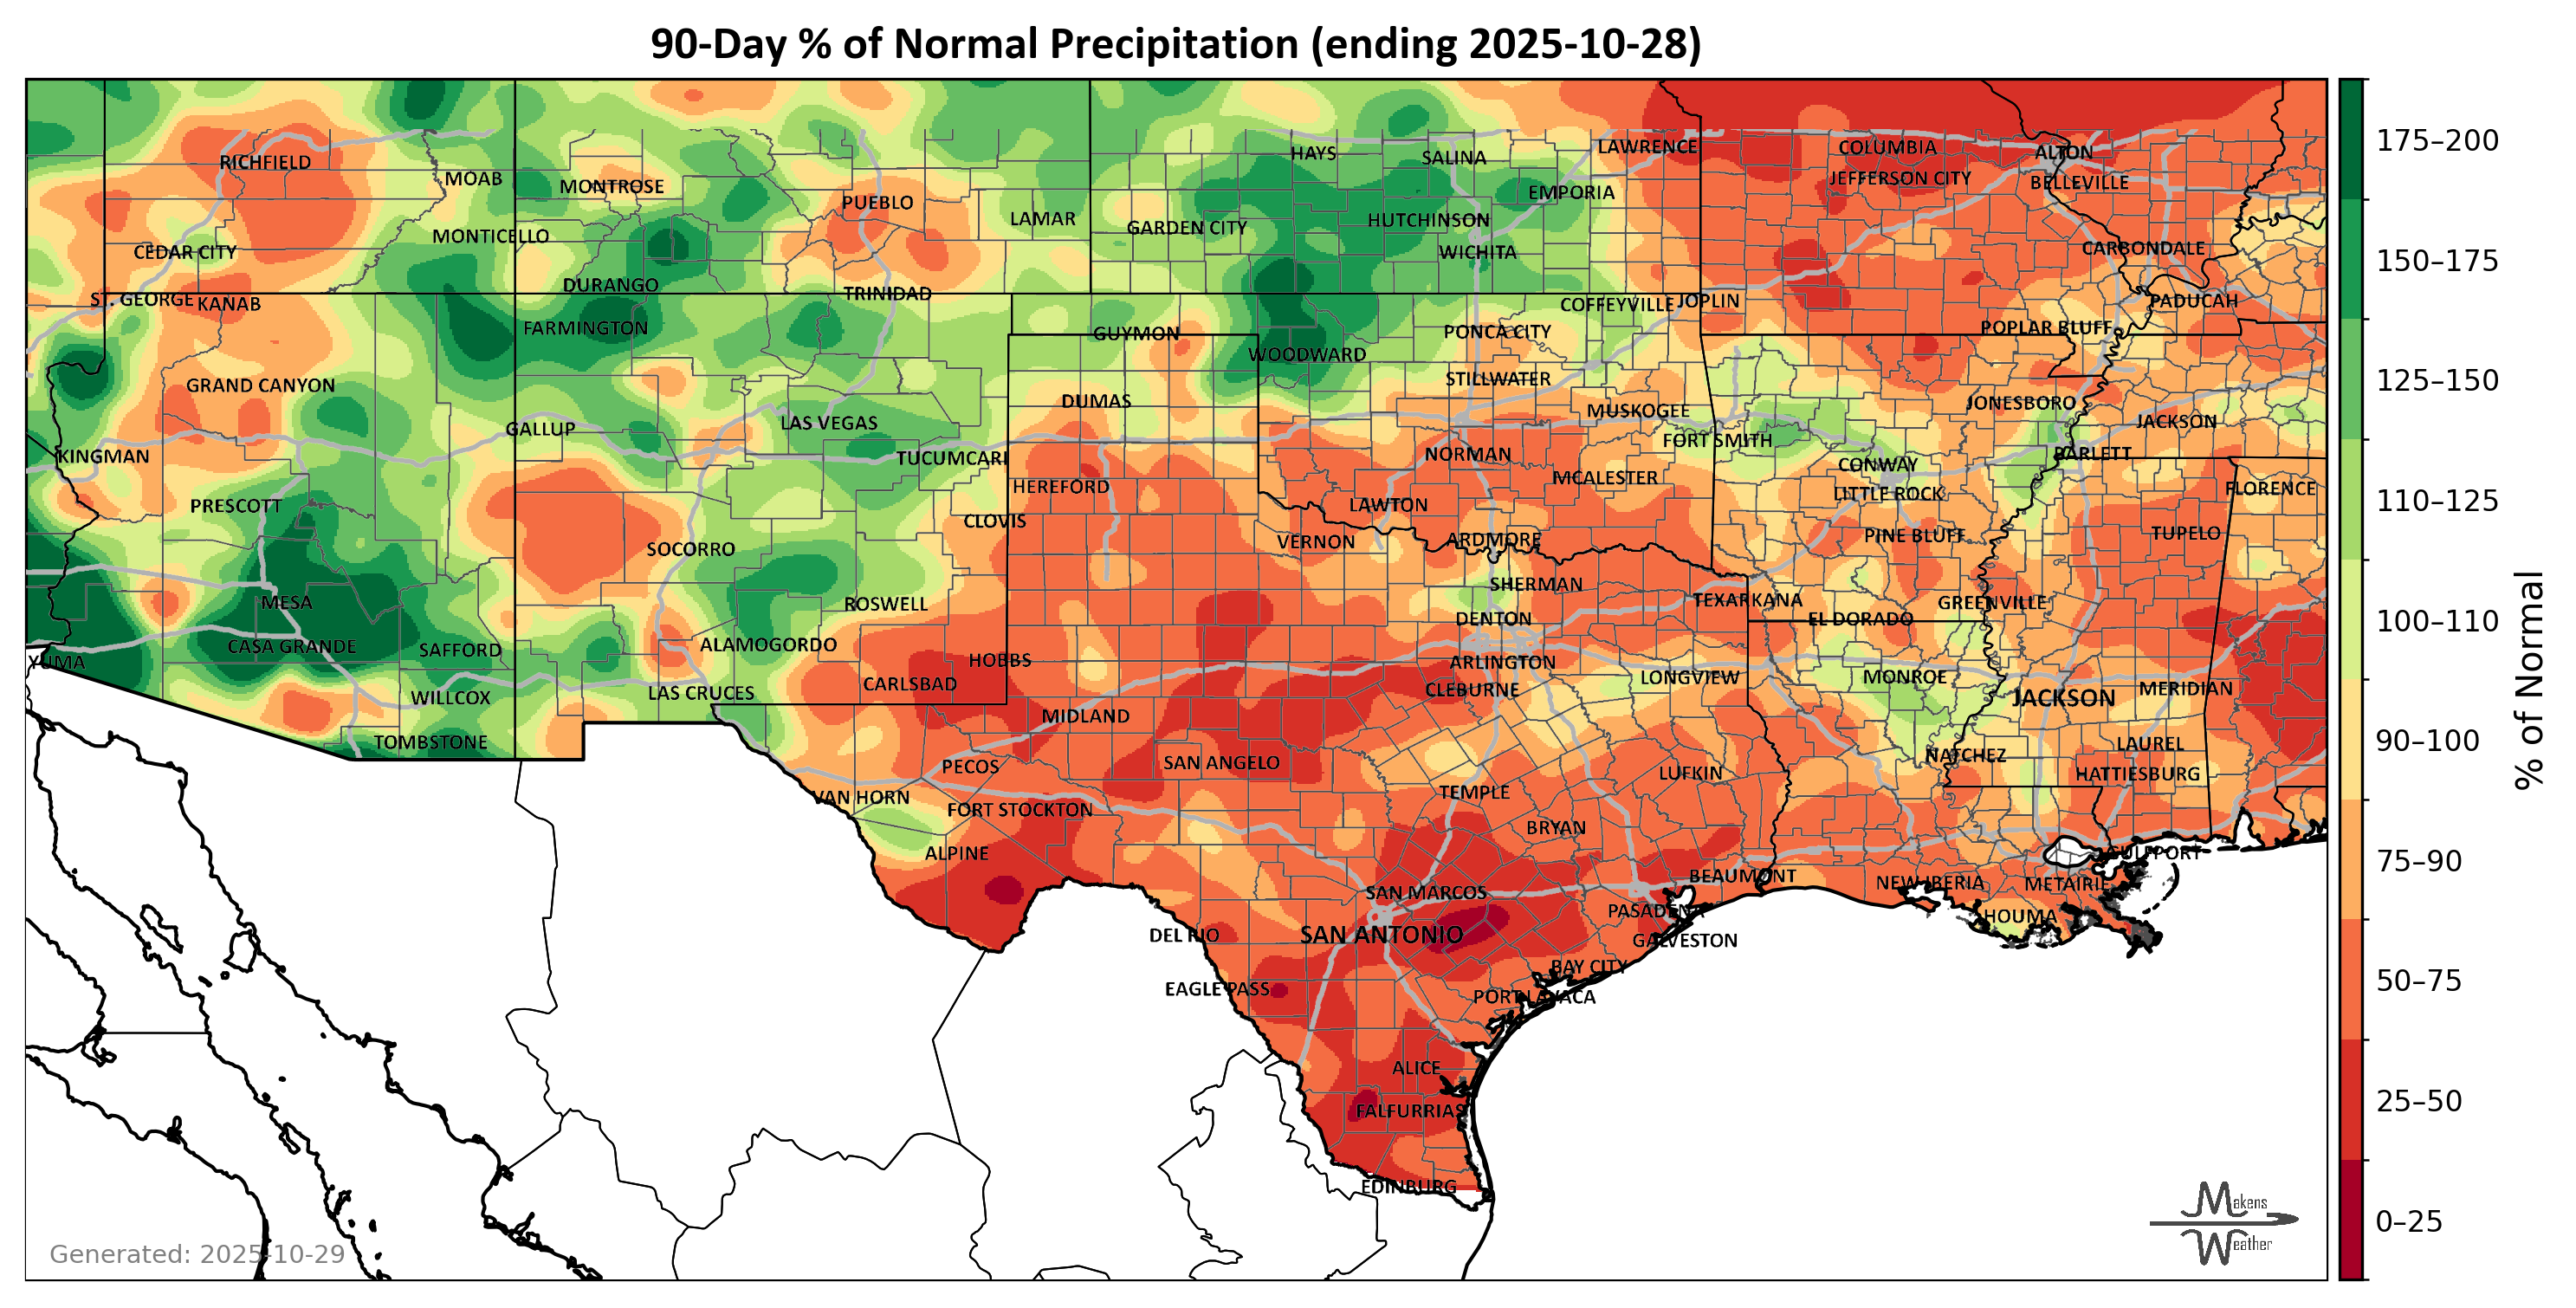 90-Day % of Normal Precipitation (ending 2025-10-28)
RICHFIELD
MOAB
MONTROSE
PUEBLO
LAMAR
HAYS
SALINA
LAWRENCE
COLUMBIA
ALTON
JEFFERSON CITY
BELLEVILLE
EMPORIA
GARDEN CITY
HUTCHINSON
WICHITA
MONTICELLO
CEDAR CITY
CARBONDALE
DURANGO
TRINIDAD
ST. GEORGE
KANAB
COFFEYVILLE
JOPLIN
PADUCAH
FARMINGTON
GUYMON
PONCA CITY
POPLAR BLUFF
WOODWARD
GRAND CANYON
STILLWATER
DUMAS
MUSKOGEE
JONESBORO
JACKSON
LAS VEGAS
GALLUP
FORT SMITH
KINGMAN
TUCUMCARI
NORMAN
BARLETT
CONWAY
HEREFORD
MCALESTER
LITTLE ROCK
FLORENCE
PRESCOTT
LAWTON
CLOVIS
PINE BLUFF
TUPELO
SOCORRO
VERNON
ARDMORE
SHERMAN
MESA
ROSWELL
TEXARKANA
GREENVILLE
DENTON
EL DORADO
CASA GRANDE
SAFFORD
ALAMOGORDO
YUMA
HOBBS
ARLINGTON
LONGVIEW
MONROE
WILLCOX
LAS CRUCES
CARLSBAD
CLEBURNE
JACKSON
MERIDIAN
MIDLAND
TOMBSTONE
NATCHEZ
LAUREL
PECOS
SAN ANGELO
LUFKIN
HATTIESBURG
VAN HORN
FORT STOCKTON
TEMPLE
BRYAN
ALPINE
GULFPORT
SAN MARCOS
BEAUMONT
NEW IBERIA
METAIRIE
PASADENA
HOUMA
DEL RIO
SAN ANTONIO
GALVESTON
BAY CITY
EAGLE PASS
PORT LAVACA
ALICE
FALFURRIAS
EDINBURG
Generated: 2025-10-29
Makens
Weather
175–200
150–175
125–150
110–125
100–110
90–100
75–90
50–75
25–50
0–25
% of Normal